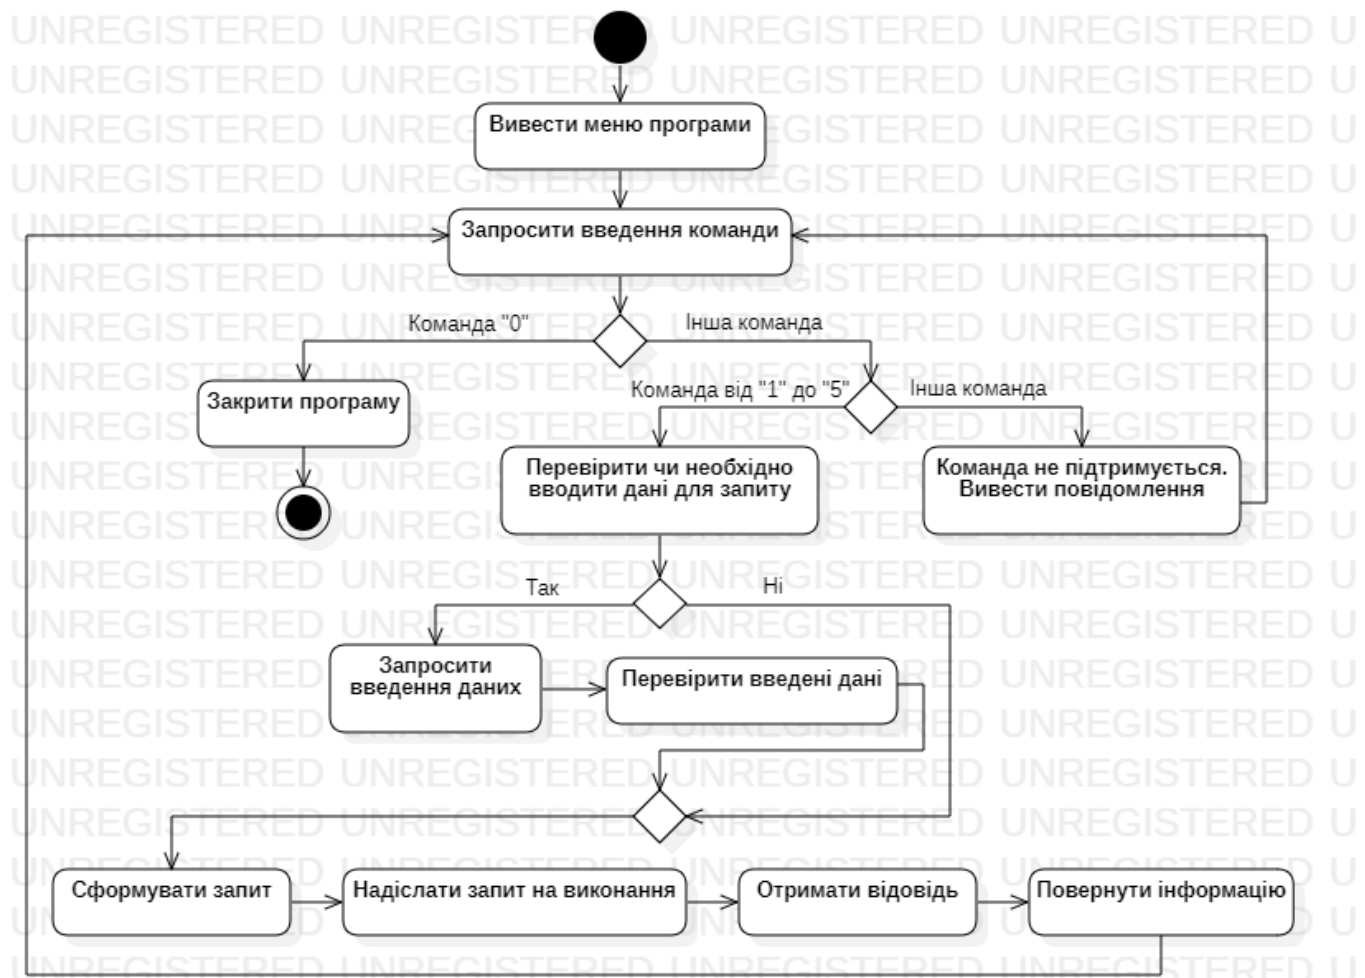 Вивести меню програми
Запросити введення команди
Команда "0"
Інша команда
Закрити програму
Команда від "1" до "5"
Інша команда
Перевірити чи необхідно
вводити дані для запиту
Команда не підтримується.
Вивести повідомлення
Так
Ні
Запросити
введення даних
Перевірити введені дані
Сформувати запит
Надіслати запит на виконання
Отримати відовідь
Повернути інформацію
UNREGISTERED